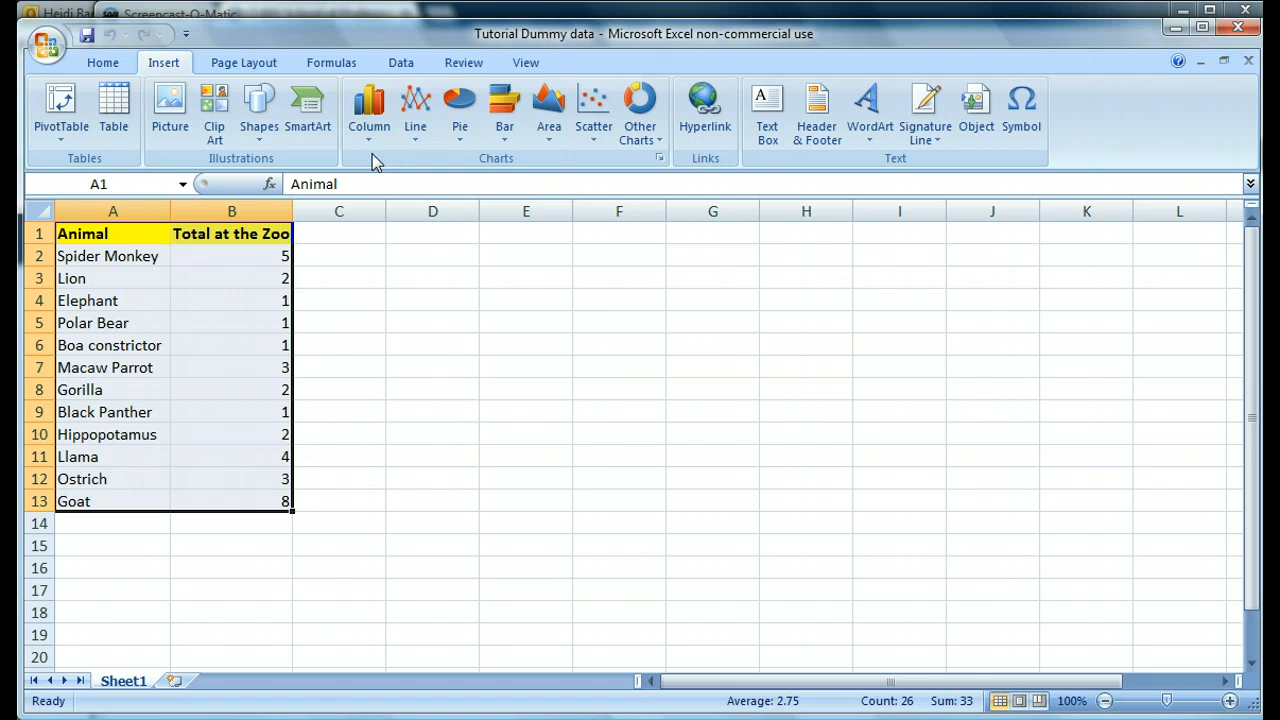 Heidi Ba
Screencast-O-Matic
Tutorial Dummy data - Microsoft Excel non-commercial use
Home Insert Page Layout Formulas Data Review View
PivotTable Table Picture Clip Art Shapes SmartArt Column Line Pie Bar Area Scatter Other Charts Hyperlink Text Box Header & Footer WordArt Signature Line Object Symbol
Tables Illustrations Charts Links Text
A1 fx Animal
A B C D E F G H I J K L
1 Animal Total at the Zoo
2 Spider Monkey 5
3 Lion 2
4 Elephant 1
5 Polar Bear 1
6 Boa constrictor 1
7 Macaw Parrot 3
8 Gorilla 2
9 Black Panther 1
10 Hippopotamus 2
11 Llama 4
12 Ostrich 3
13 Goat 8
14
15
16
17
18
19
20
Sheet1
Ready Average: 2.75 Count: 26 Sum: 33 100%